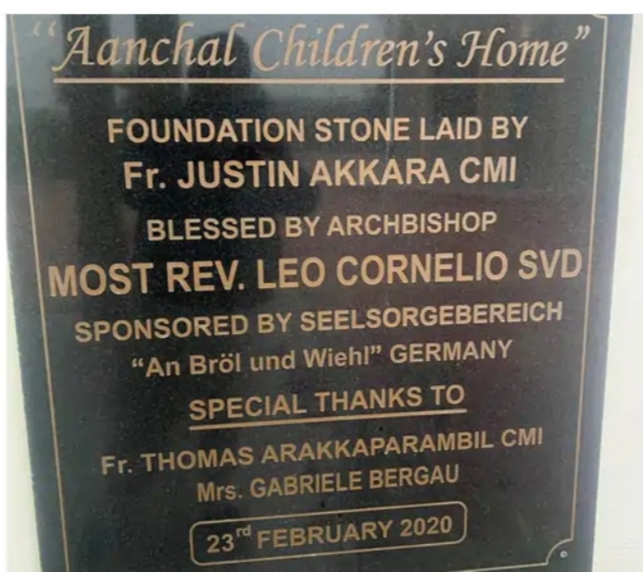 "Aanchal Children's Home"
FOUNDATION STONE LAID BY
Fr. JUSTIN AKKARA CMI
BLESSED BY ARCHBISHOP
MOST REV. LEO CORNELIO SVD
SPONSORED BY SEELSORGEBEREICH
"An Bröl und Wiehl" GERMANY
SPECIAL THANKS TO
Fr. THOMAS ARAKKAPARAMBIL CMI
Mrs. GABRIELE BERGAU
23rd FEBRUARY 2020